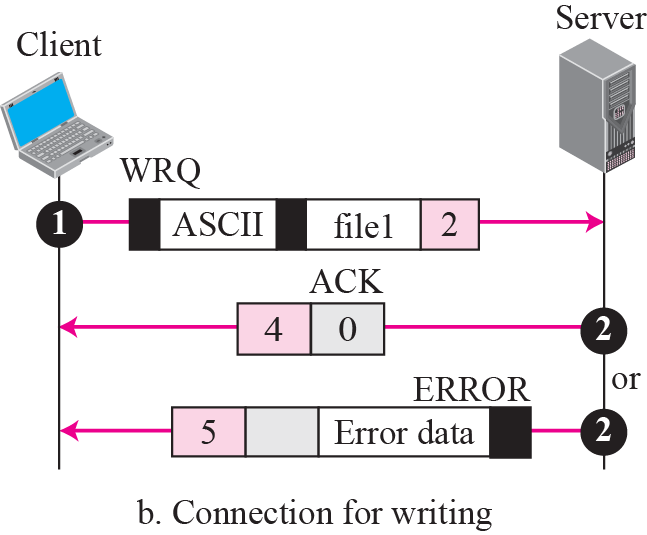 Client
Server
WRQ
1 ASCII file1 2
ACK
4 0 2
or
ERROR
5 Error data 2
b. Connection for writing